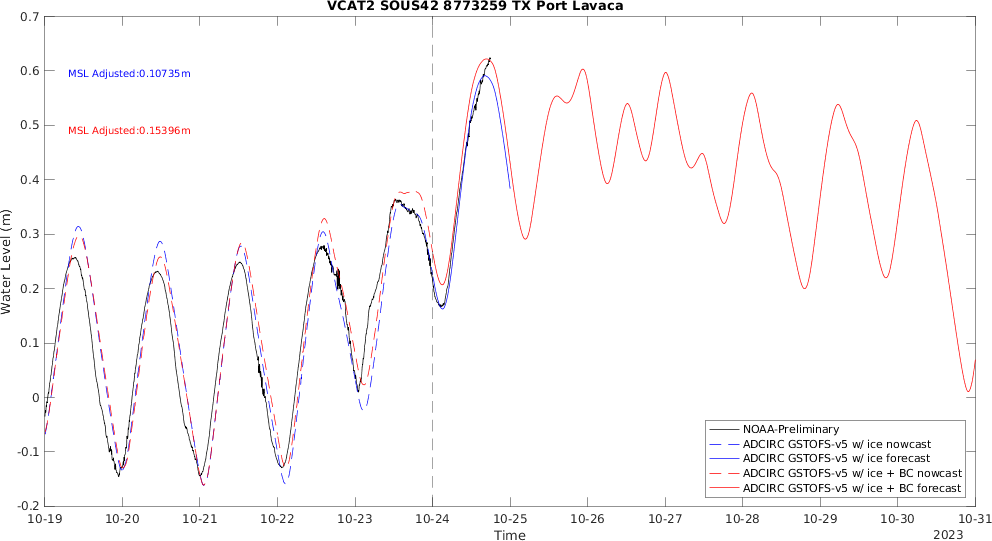 VCAT2 SOUS42 8773259 TX Port Lavaca
0.7
0.6
0.5
0.4
0.3
0.2
0.1
0
-0.1
-0.2
Water Level (m)
MSL Adjusted:0.10735m
MSL Adjusted:0.15396m
NOAA-Preliminary
ADCIRC GSTOFS-v5 w/ ice nowcast
ADCIRC GSTOFS-v5 w/ ice forecast
ADCIRC GSTOFS-v5 w/ ice + BC nowcast
ADCIRC GSTOFS-v5 w/ ice + BC forecast
10-19 10-20 10-21 10-22 10-23 10-24 10-25 10-26 10-27 10-28 10-29 10-30 10-31
Time
2023